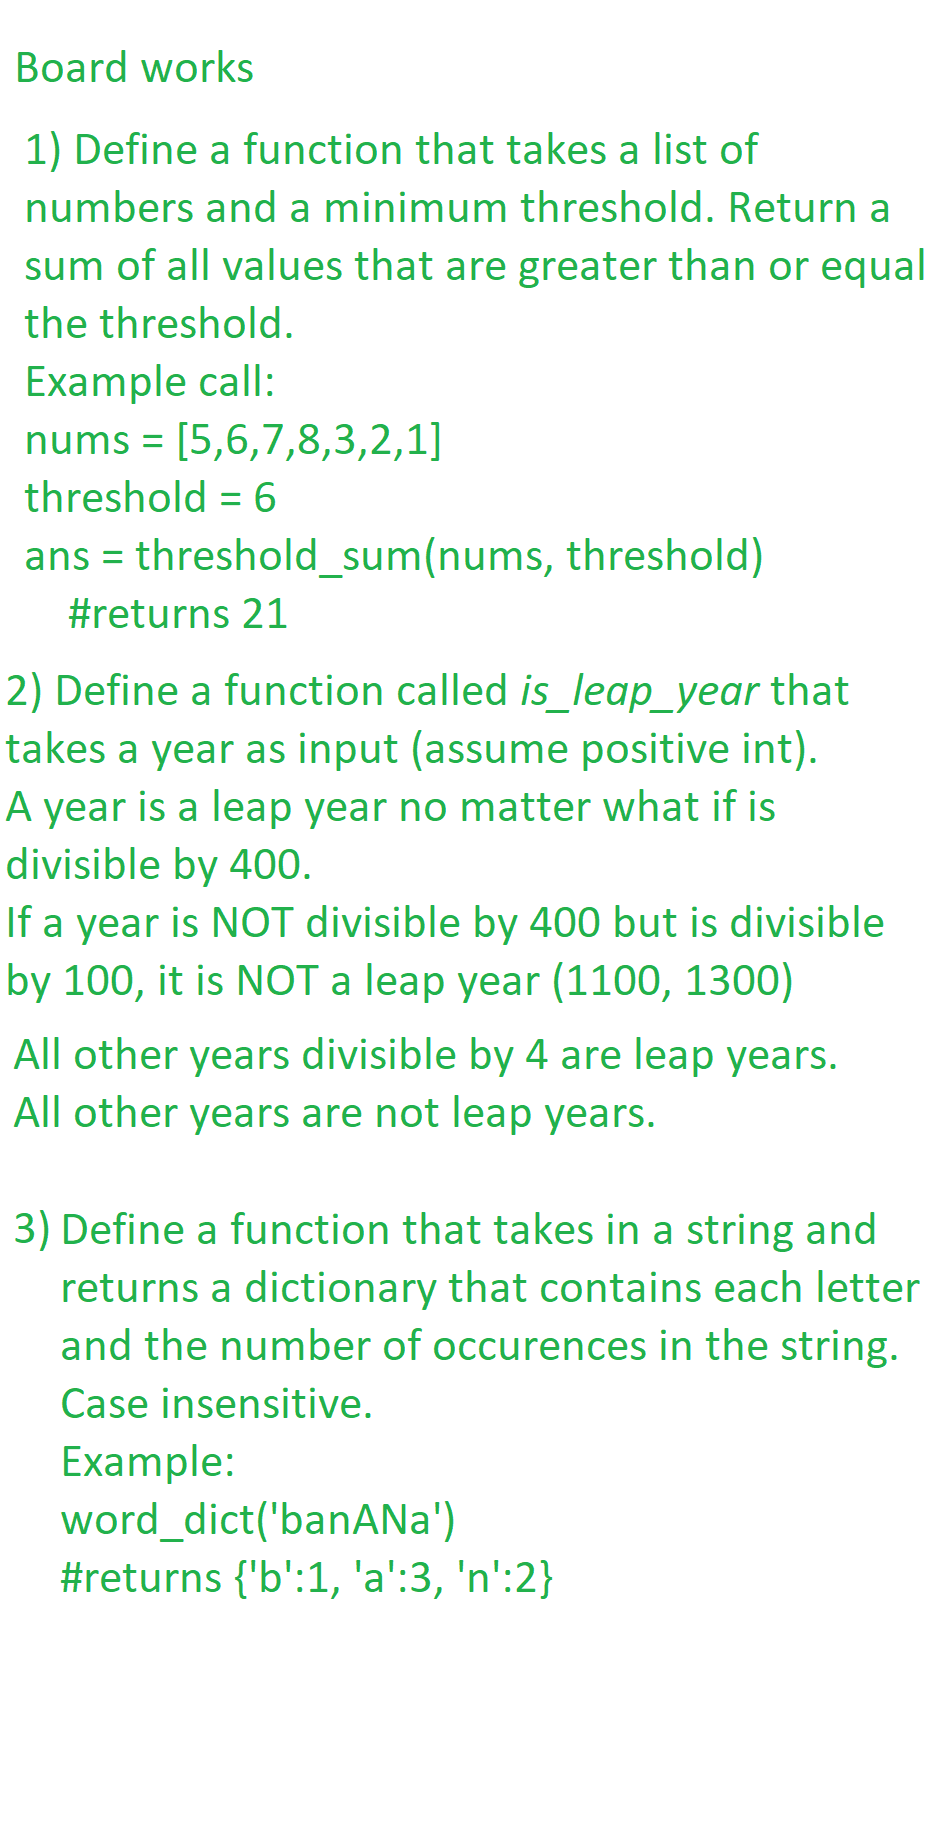 Board works
1) Define a function that takes a list of
numbers and a minimum threshold. Return a
sum of all values that are greater than or equal
the threshold.
Example call:
nums = [5,6,7,8,3,2,1]
threshold = 6
ans = threshold_sum(nums, threshold)
#returns 21
2) Define a function called is_leap_year that
takes a year as input (assume positive int).
A year is a leap year no matter what if is
divisible by 400.
If a year is NOT divisible by 400 but is divisible
by 100, it is NOT a leap year (1100, 1300)
All other years divisible by 4 are leap years.
All other years are not leap years.
3) Define a function that takes in a string and
returns a dictionary that contains each letter
and the number of occurences in the string.
Case insensitive.
Example:
word_dict('banANa')
#returns {'b':1, 'a':3, 'n':2}